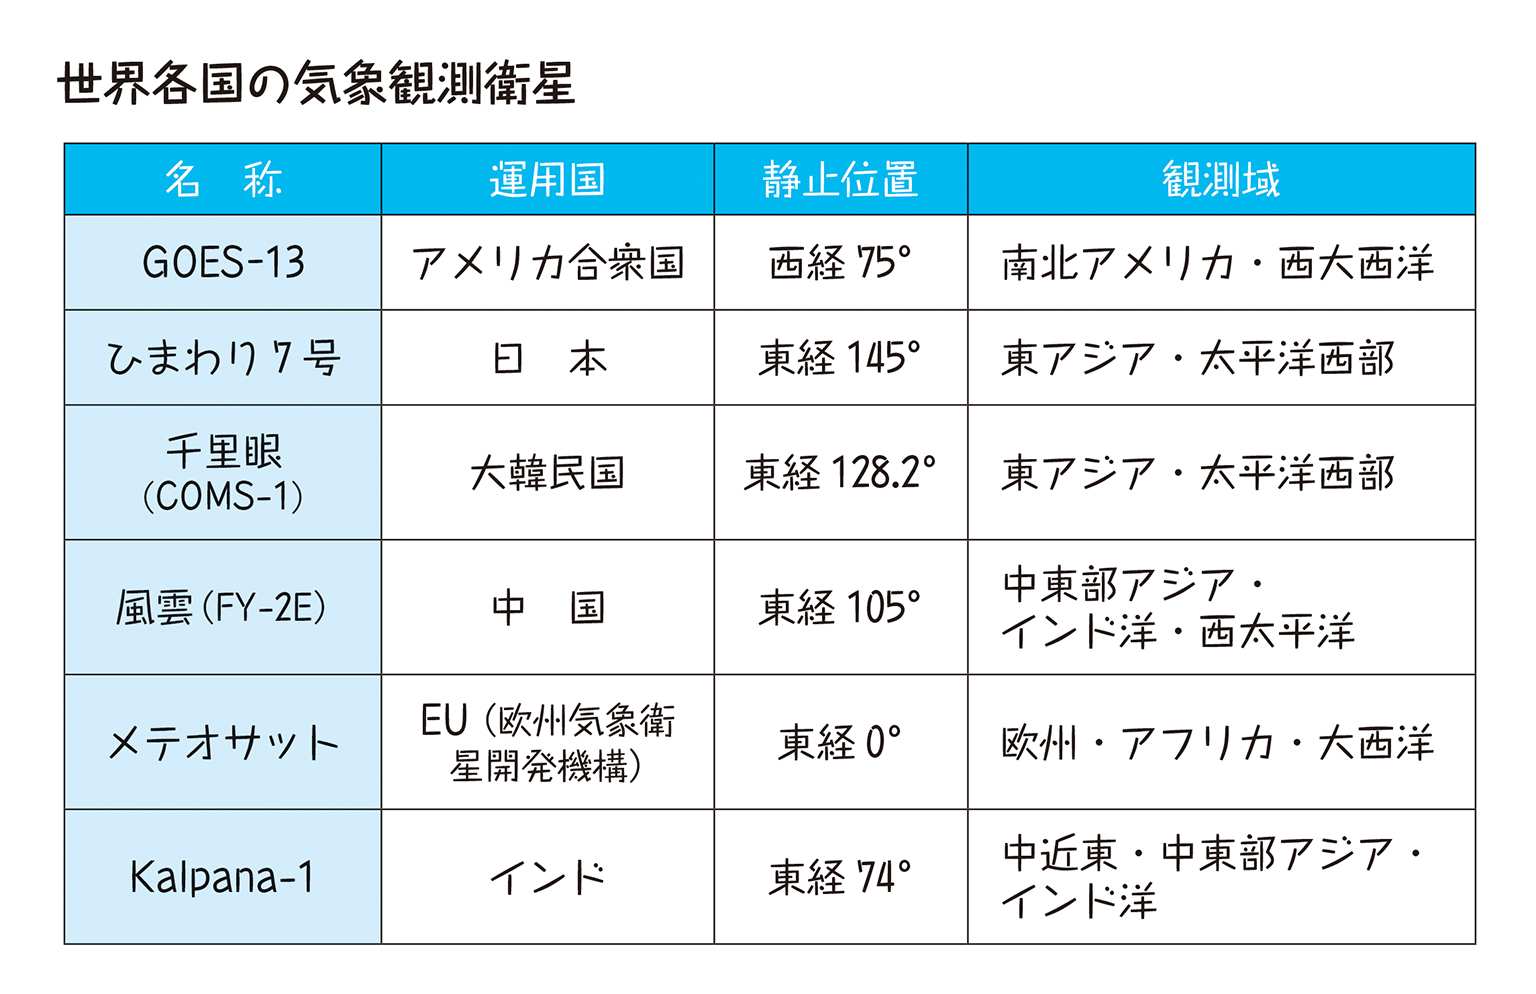 世界各国の気象観測衛星
名　称　運用国　静止位置　観測域
GOES-13　アメリカ合衆国　西経 75°　南北アメリカ・西大西洋
ひまわり 7 号　日　本　東経 145°　東アジア・太平洋西部
千里眼
(COMS-1)　大韓民国　東経 128.2°　東アジア・太平洋西部
風雲(FY-2E)　中　国　東経 105°　中東部アジア・
インド洋・西太平洋
メテオサット　EU（欧州気象衛
星開発機構）　東経 0°　欧州・アフリカ・大西洋
Kalpana-1　インド　東経 74°　中近東・中東部アジア・
インド洋